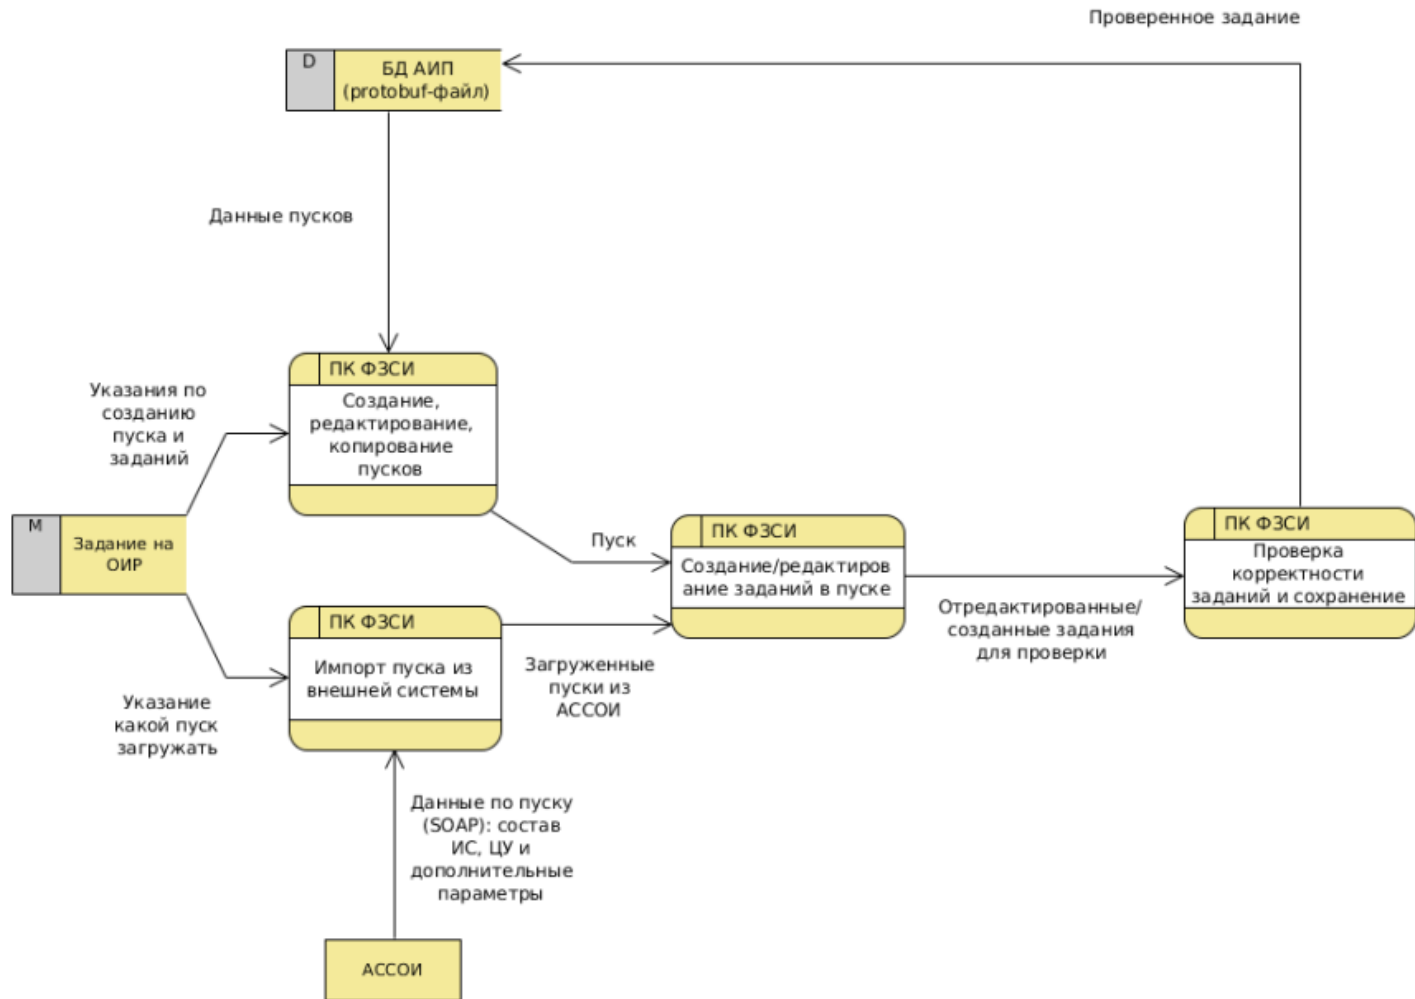 Проверенное задание
D
БД АИП
(protobuf-файл)
Данные пусков
ПК ФЗСИ
Создание,
редактирование,
копирование
пусков
Указания по
созданию
пуска и
заданий
M
Задание на
ОИР
Пуск
ПК ФЗСИ
Создание/редактиров
ание заданий в пуске
ПК ФЗСИ
Проверка
корректности
заданий и сохранение
Отредактированные/
созданные задания
для проверки
ПК ФЗСИ
Импорт пуска из
внешней системы
Загруженные
пуски из
АССОИ
Указание
какой пуск
загружать
Данные по пуску
(SOAP): состав
ИС, ЦУ и
дополнительные
параметры
АССОИ